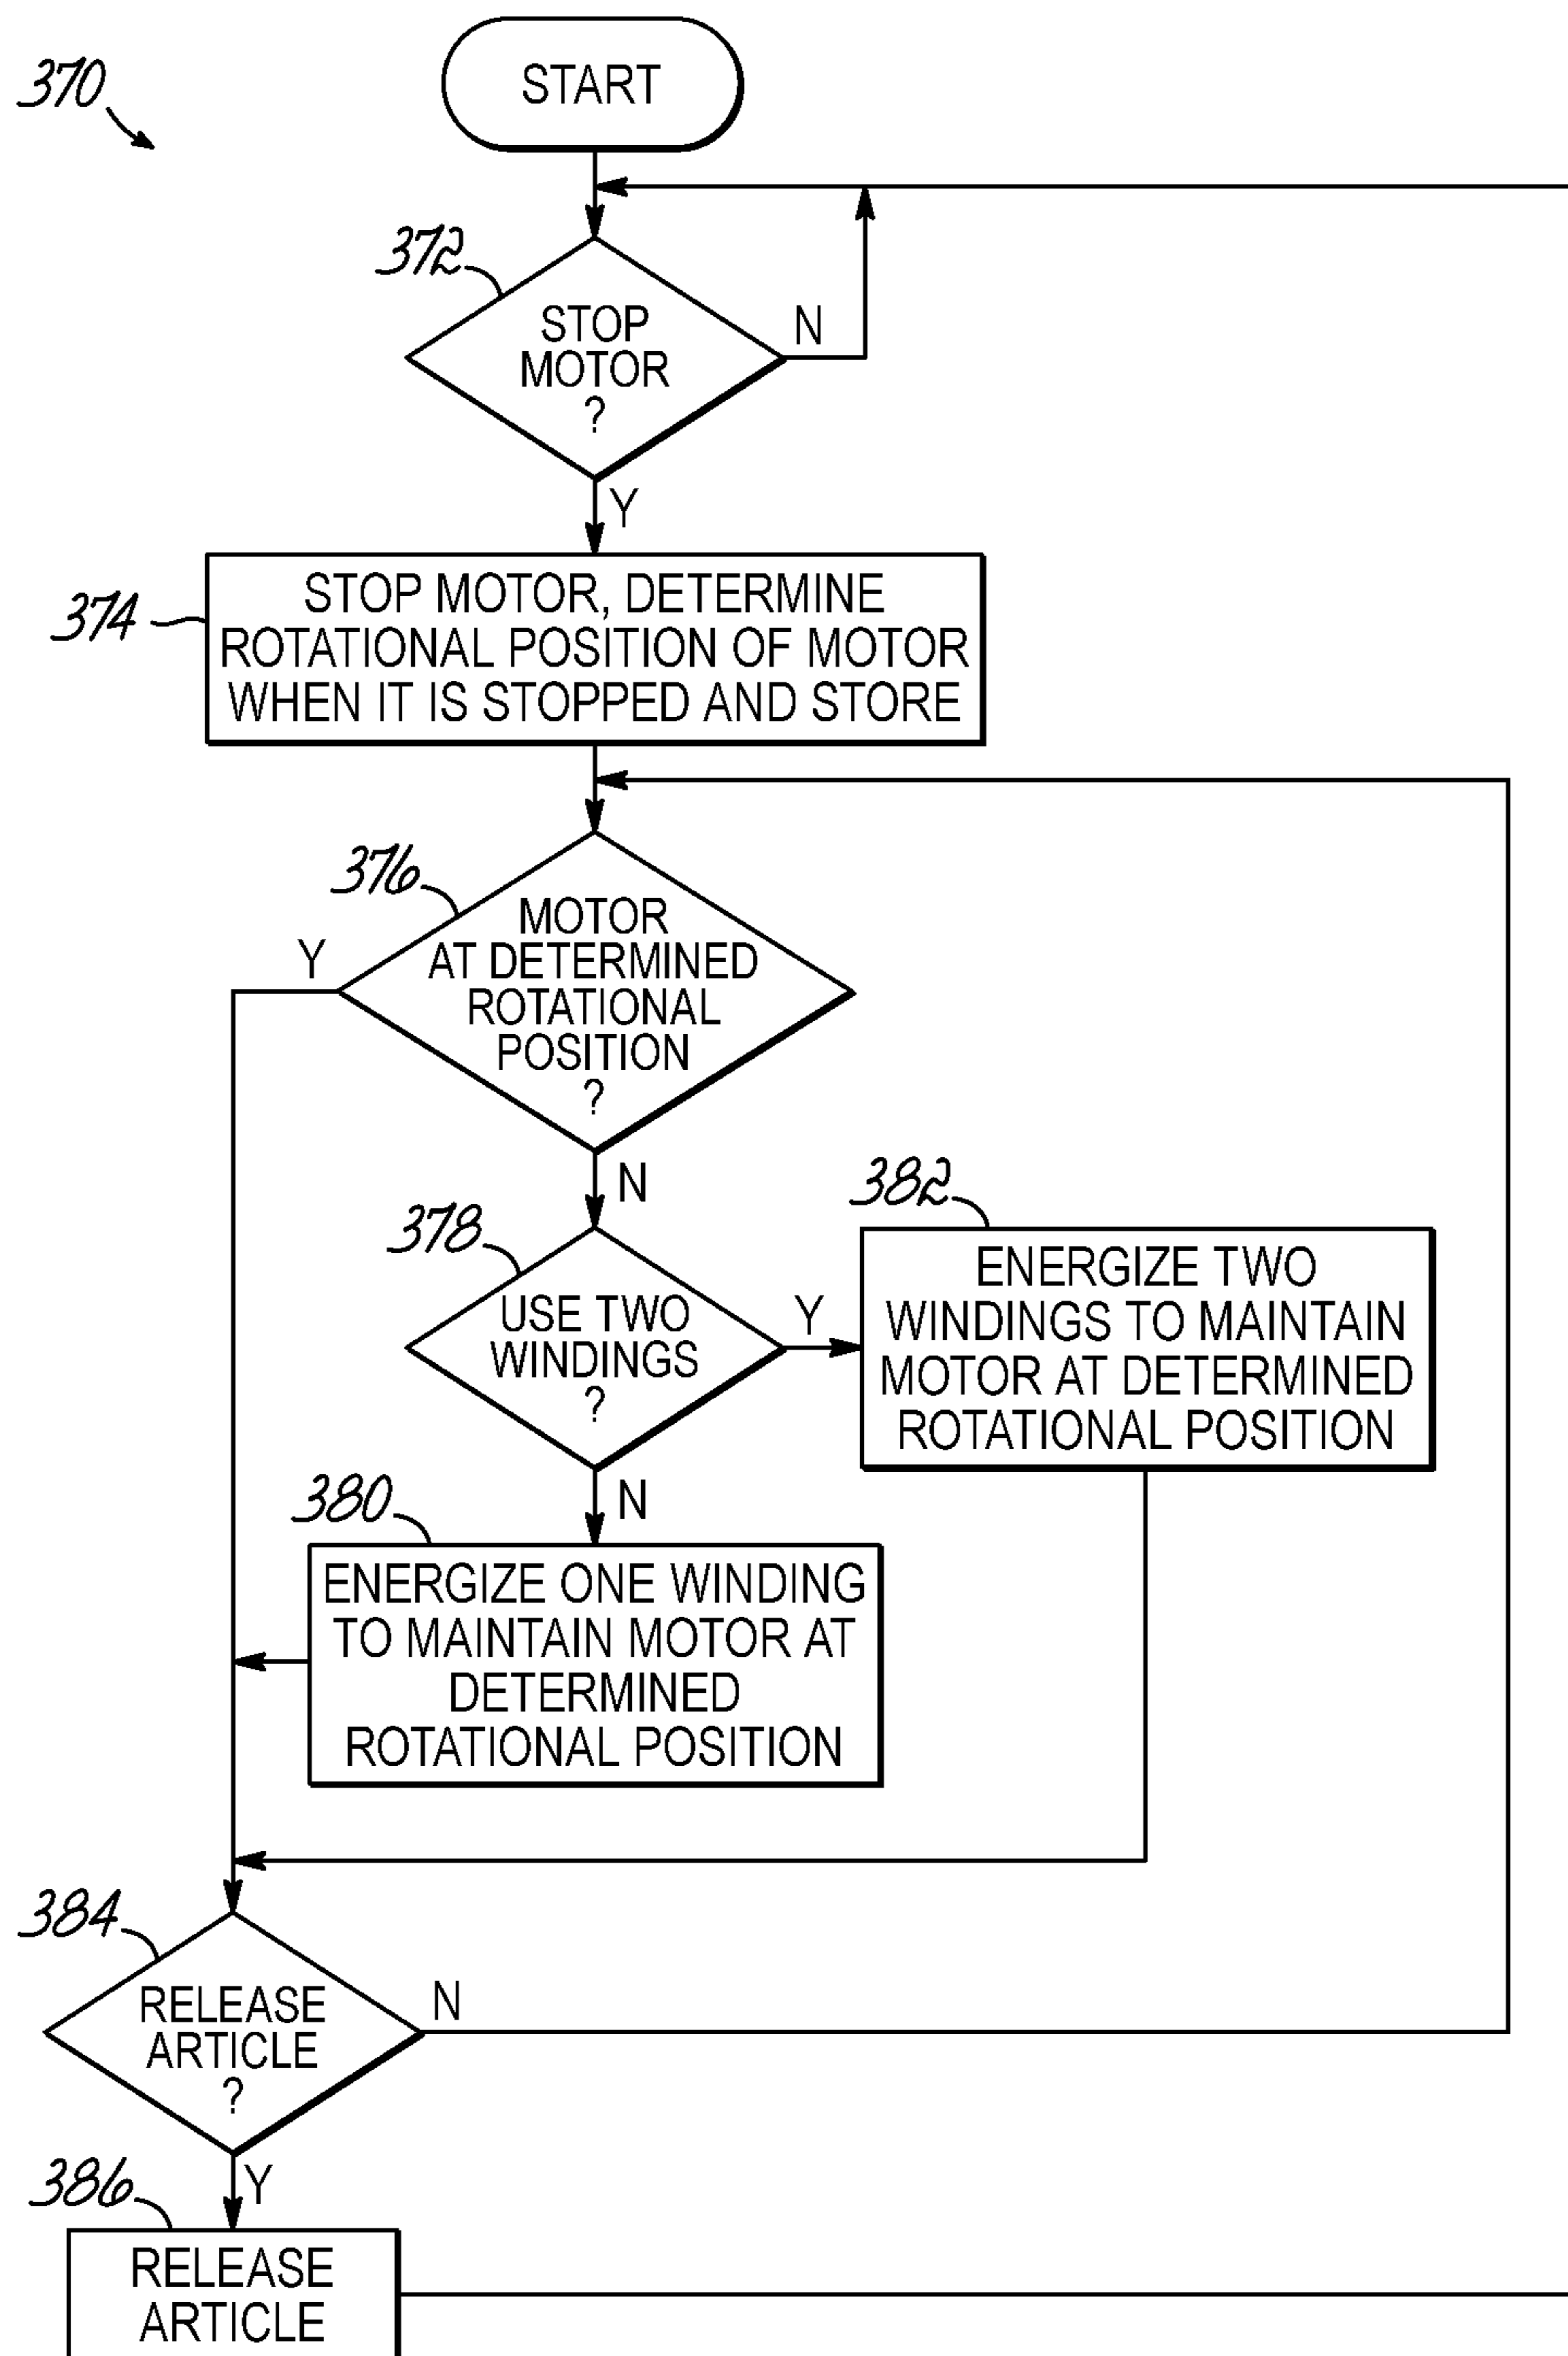 370
START
372
STOP
MOTOR
?
N
Y
374
STOP MOTOR, DETERMINE
ROTATIONAL POSITION OF MOTOR
WHEN IT IS STOPPED AND STORE
376
MOTOR
AT DETERMINED
ROTATIONAL
POSITION
?
Y
N
378
USE TWO
WINDINGS
?
Y
382
ENERGIZE TWO
WINDINGS TO MAINTAIN
MOTOR AT DETERMINED
ROTATIONAL POSITION
N
380
ENERGIZE ONE WINDING
TO MAINTAIN MOTOR AT
DETERMINED
ROTATIONAL POSITION
384
RELEASE
ARTICLE
?
N
Y
386
RELEASE
ARTICLE